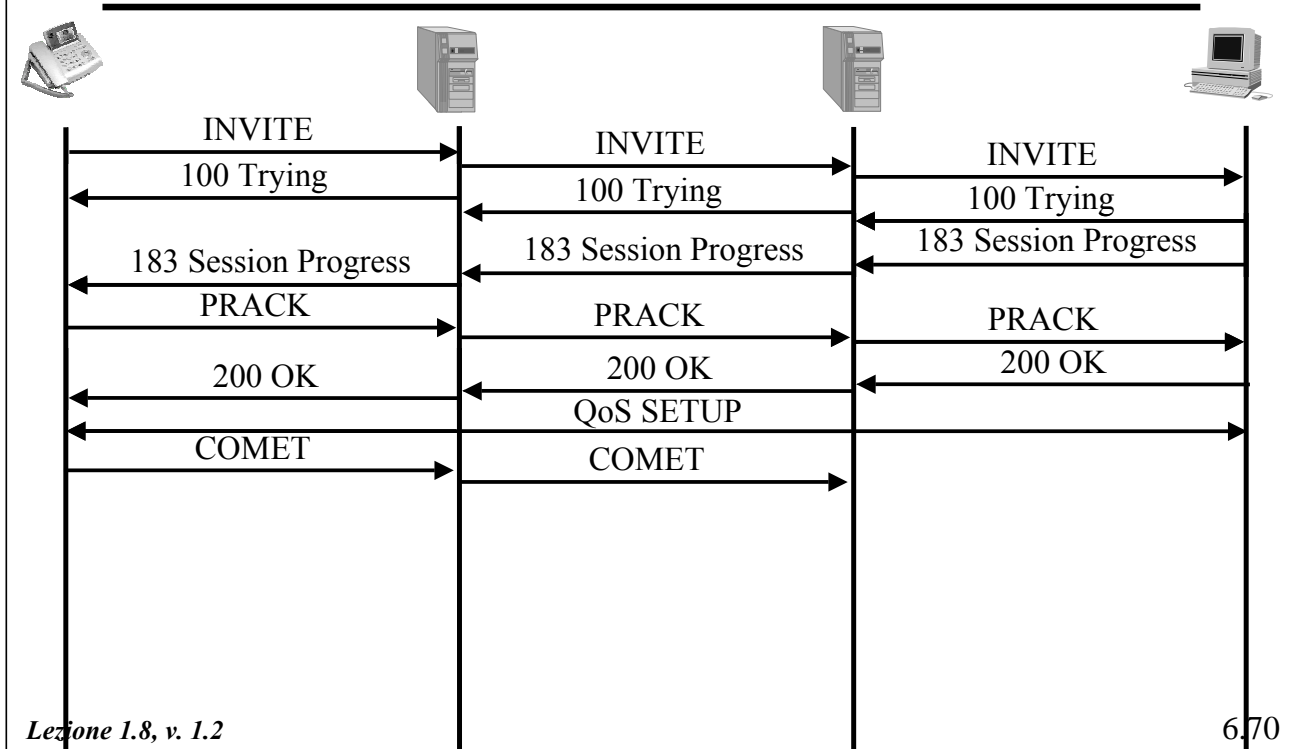 INVITE
INVITE
INVITE
100 Trying
100 Trying
100 Trying
183 Session Progress
183 Session Progress
183 Session Progress
PRACK
PRACK
PRACK
200 OK
200 OK
200 OK
QoS SETUP
COMET
COMET
Lezione 1.8, v. 1.2
6.70